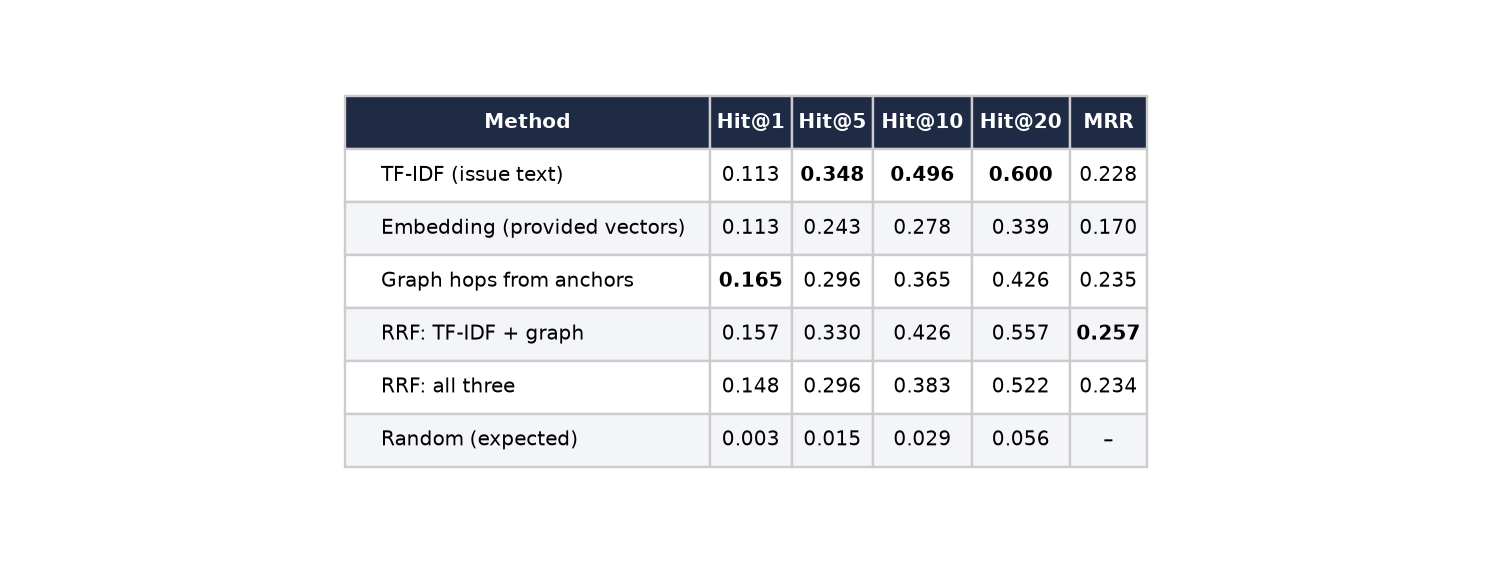 Method Hit@1 Hit@5 Hit@10 Hit@20 MRR
TF-IDF (issue text) 0.113 0.348 0.496 0.600 0.228
Embedding (provided vectors) 0.113 0.243 0.278 0.339 0.170
Graph hops from anchors 0.165 0.296 0.365 0.426 0.235
RRF: TF-IDF + graph 0.157 0.330 0.426 0.557 0.257
RRF: all three 0.148 0.296 0.383 0.522 0.234
Random (expected) 0.003 0.015 0.029 0.056 –